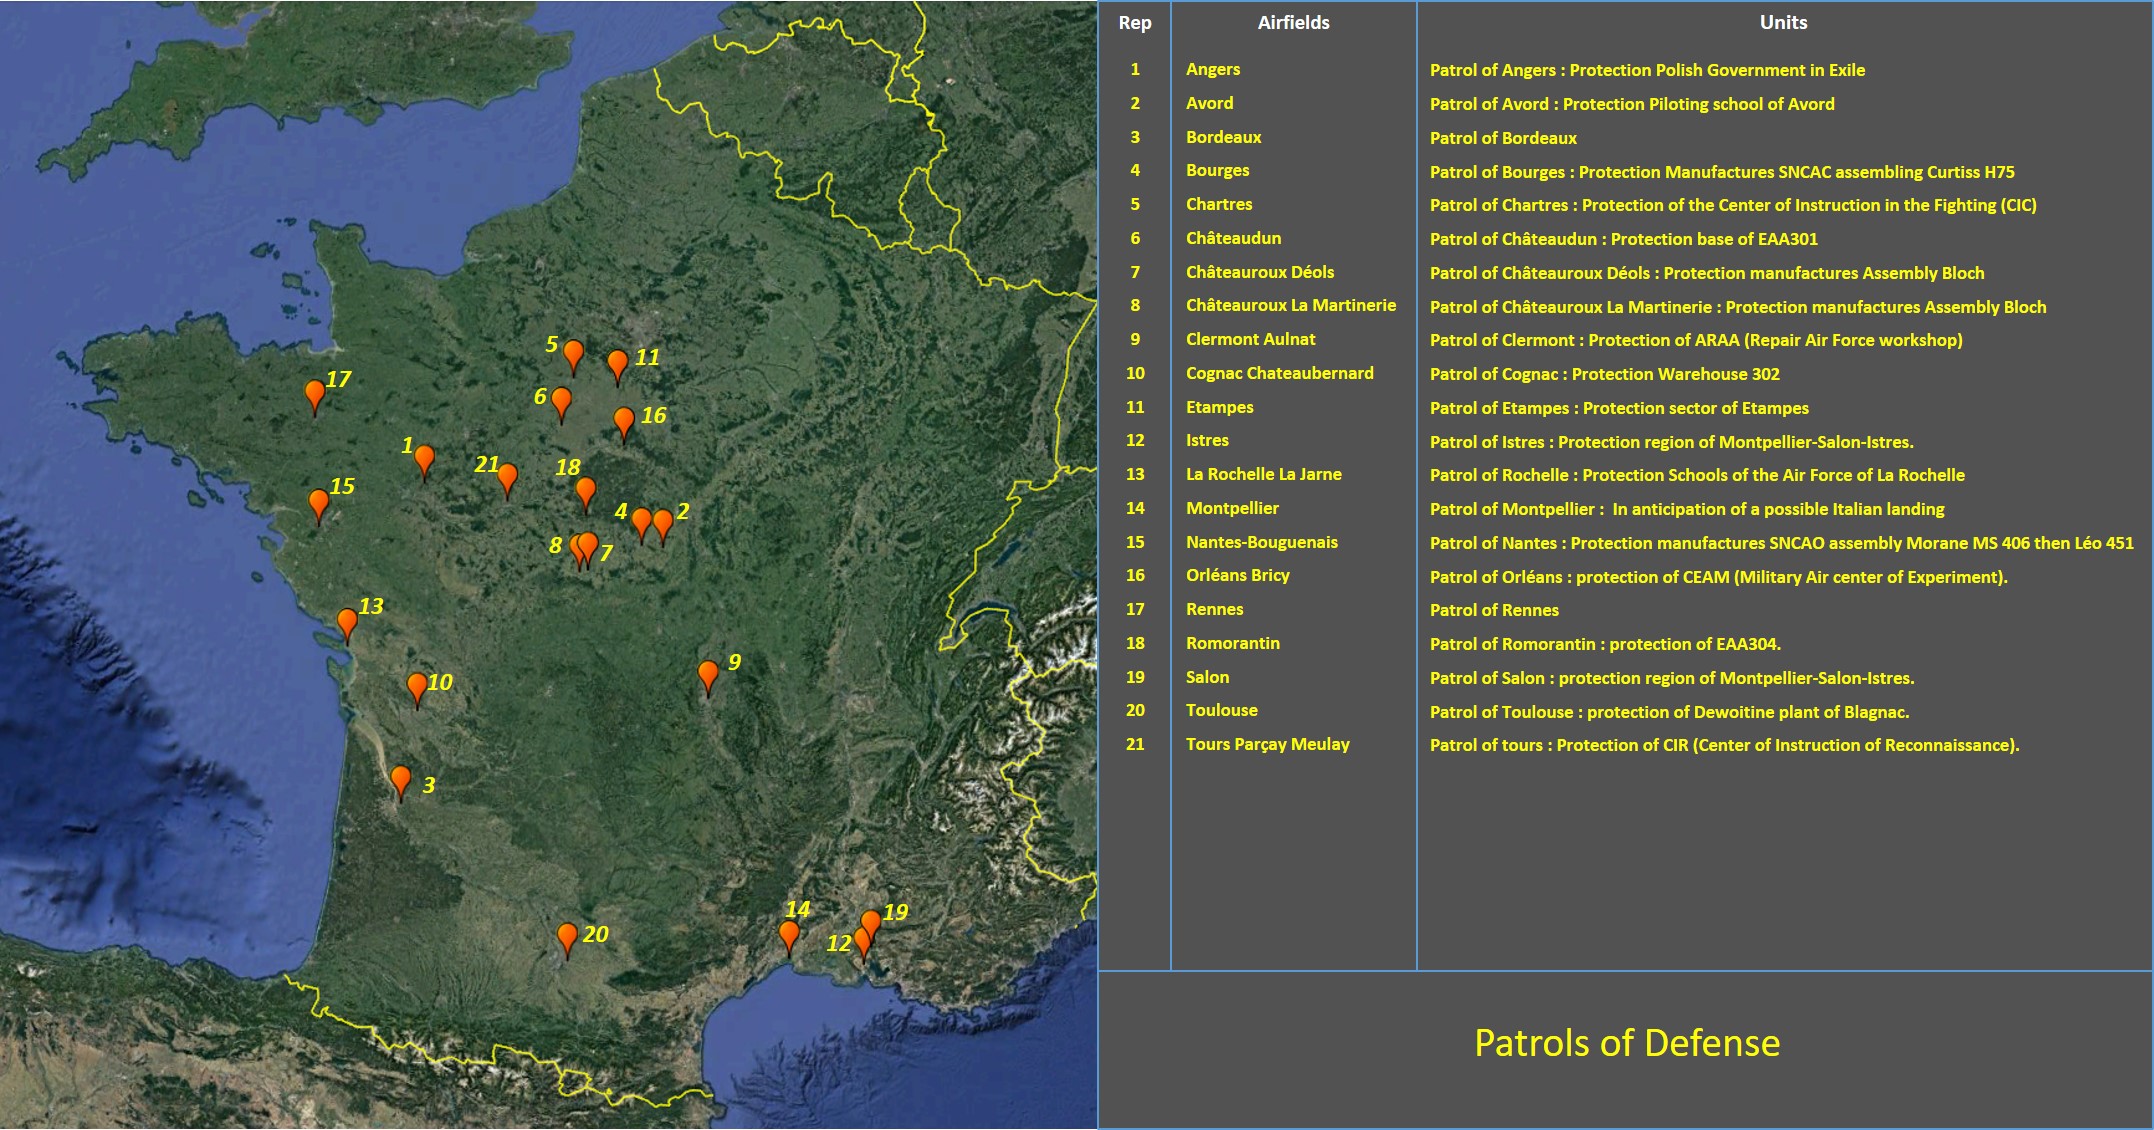 Rep Airfields Units
1 Angers Patrol of Angers : Protection Polish Government in Exile
2 Avord Patrol of Avord : Protection Piloting school of Avord
3 Bordeaux Patrol of Bordeaux
4 Bourges Patrol of Bourges : Protection Manufactures SNCAC assembling Curtiss H75
5 Chartres Patrol of Chartres : Protection of the Center of Instruction in the Fighting (CIC)
6 Châteaudun Patrol of Châteaudun : Protection base of EAA301
7 Châteauroux Déols Patrol of Châteauroux Déols : Protection manufactures Assembly Bloch
8 Châteauroux La Martinerie Patrol of Châteauroux La Martinerie : Protection manufactures Assembly Bloch
9 Clermont Aulnat Patrol of Clermont : Protection of ARAA (Repair Air Force workshop)
10 Cognac Chateaubernard Patrol of Cognac : Protection Warehouse 302
11 Etampes Patrol of Etampes : Protection sector of Etampes
12 Istres Patrol of Istres : Protection region of Montpellier-Salon-Istres.
13 La Rochelle La Jarne Patrol of Rochelle : Protection Schools of the Air Force of La Rochelle
14 Montpellier Patrol of Montpellier : In anticipation of a possible Italian landing
15 Nantes-Bouguenais Patrol of Nantes : Protection manufactures SNCAO assembly Morane MS 406 then Léo 451
16 Orléans Bricy Patrol of Orléans : protection of CEAM (Military Air center of Experiment).
17 Rennes Patrol of Rennes
18 Romorantin Patrol of Romorantin : protection of EAA304.
19 Salon Patrol of Salon : protection region of Montpellier-Salon-Istres.
20 Toulouse Patrol of Toulouse : protection of Dewoitine plant of Blagnac.
21 Tours Parçay Meulay Patrol of tours : Protection of CIR (Center of Instruction of Reconnaissance).
Patrols of Defense
5
11
17
6
16
1
21
18
15
4
2
8
7
13
9
10
3
14
19
20
12